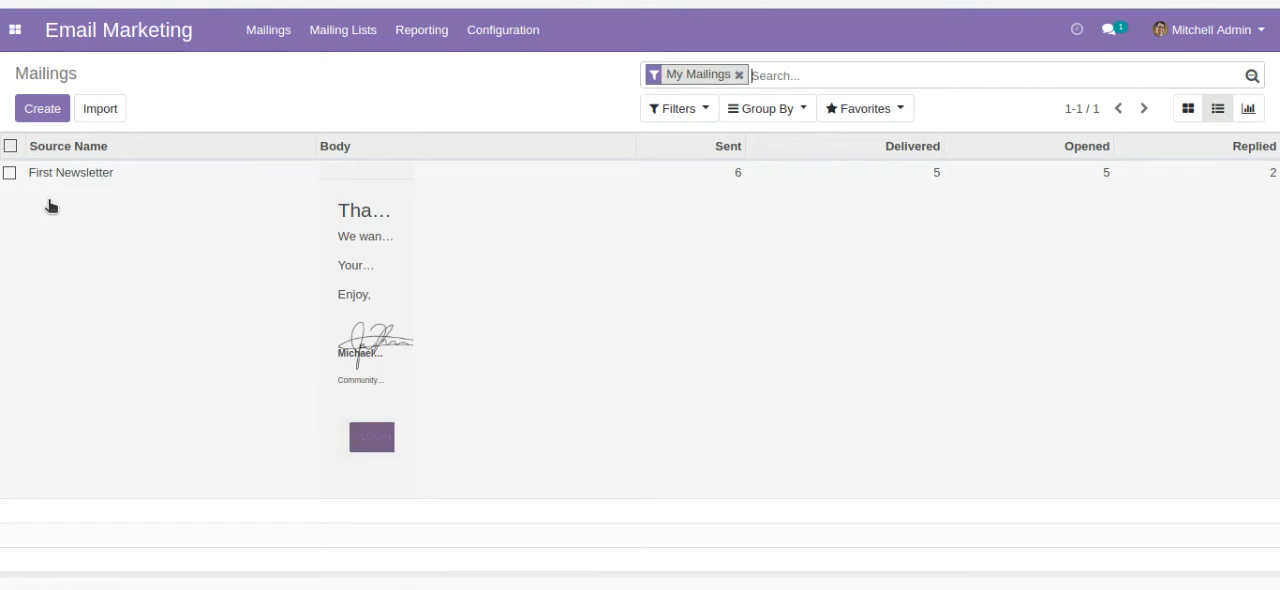 Email Marketing Mailings Mailing Lists Reporting Configuration 1 Mitchell Admin
Mailings My Mailings Search...
Create Import Filters Group By Favorites 1-1 / 1
Source Name Body Sent Delivered Opened Replied
First Newsletter 6 5 5 2
Tha...
We wan...
Your...
Enjoy,
Michael...
Community...
LOGIN